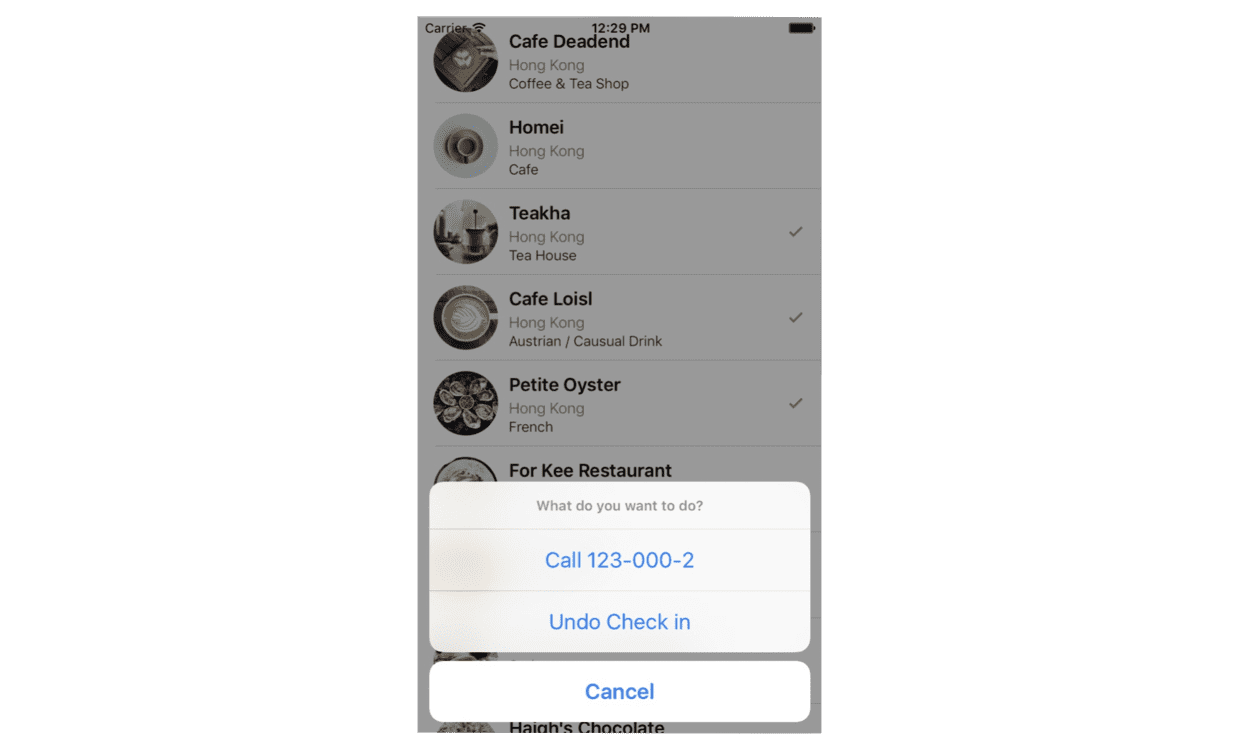 Carrier 12:29 PM
Cafe Deadend
Hong Kong
Coffee & Tea Shop
Homei
Hong Kong
Cafe
Teakha
Hong Kong
Tea House
Cafe Loisl
Hong Kong
Austrian / Causual Drink
Petite Oyster
Hong Kong
French
For Kee Restaurant
What do you want to do?
Call 123-000-2
Undo Check in
Cancel
Haigh's Chocolate